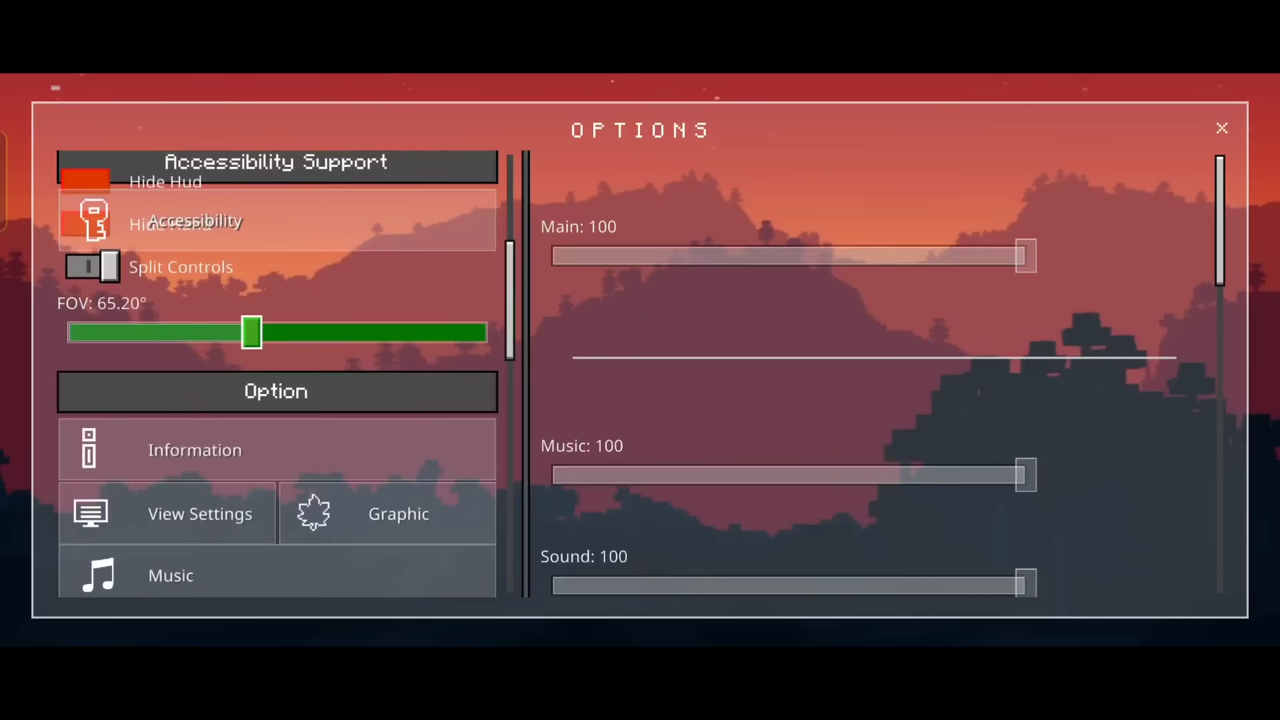 OPTIONS
Accessibility Support
Hide Hud
Accessibility
Split Controls
FOV: 65.20°
Option
Information
View Settings
Graphic
Music
Main: 100
Music: 100
Sound: 100